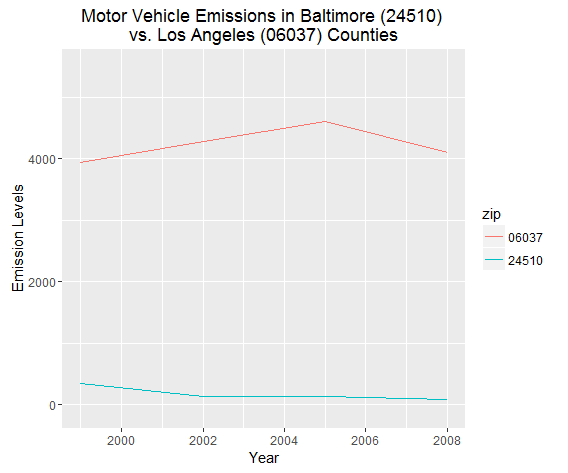 Motor Vehicle Emissions in Baltimore (24510)
vs. Los Angeles (06037) Counties
Emission Levels
4000
2000
0
2000
2002
2004
2006
2008
Year
zip
06037
24510